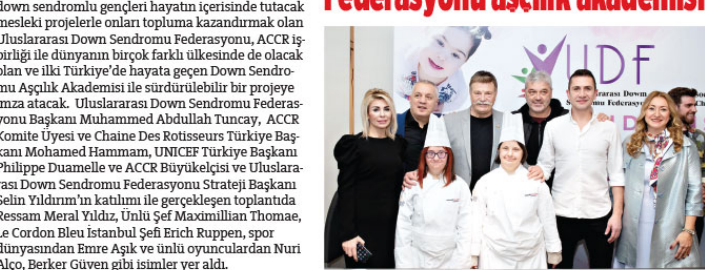 down sendromlu gençleri hayatın içerisinde tutacak
mesleki projelerle onları topluma kazandırmak olan
Uluslararası Down Sendromu Federasyonu, ACCR iş-
birliği ile dünyanın birçok farklı ülkesinde de olacak
olan ve ilki Türkiye’de hayata geçen Down Sendro-
mu Aşçılık Akademisi ile sürdürülebilir bir projeye
imza atacak. Uluslararası Down Sendromu Federas-
yonu Başkanı Muhammed Abdullah Tuncay, ACCR
Komite Üyesi ve Chaine Des Rotisseurs Türkiye Baş-
kanı Mohamed Hammam, UNICEF Türkiye Başkanı
Philippe Duamelle ve ACCR Büyükelçisi ve Uluslara-
rası Down Sendromu Federasyonu Strateji Başkanı
Selin Yıldırım’ın katılımı ile gerçekleşen toplantıda
Ressam Meral Yıldız, Ünlü Şef Maximillian Thomae,
Le Cordon Bleu İstanbul Şefi Erich Ruppen, spor
dünyasından Emre Aşık ve ünlü oyunculardan Nuri
Alço, Berker Güven gibi isimler yer aldı.
Federasyonu aşçılık akademisi
UDF
ararası Down
Federasyo